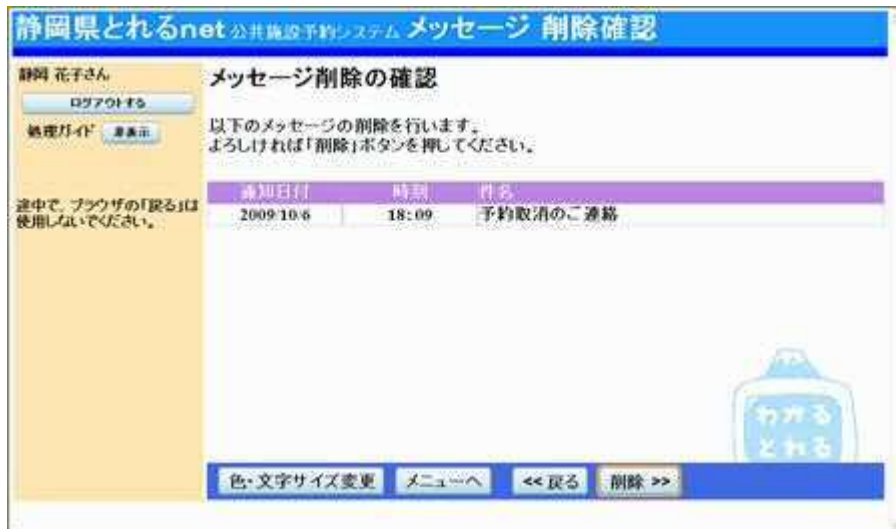 静岡県とれるnet 公共施設予約システム メッセージ 削除確認
静岡 花子さん
ログアウトする
処理ガイド 非表示
途中で、ブラウザの「戻る」は
使用しないでください。
メッセージ削除の確認
以下のメッセージの削除を行います。
よろしければ「削除」ボタンを押してください。
通知日付 時刻 件名
2009/10/6 18:09 予約取消のご連絡
わかる
とれる
色・文字サイズ変更 メニューへ << 戻る 削除 >>